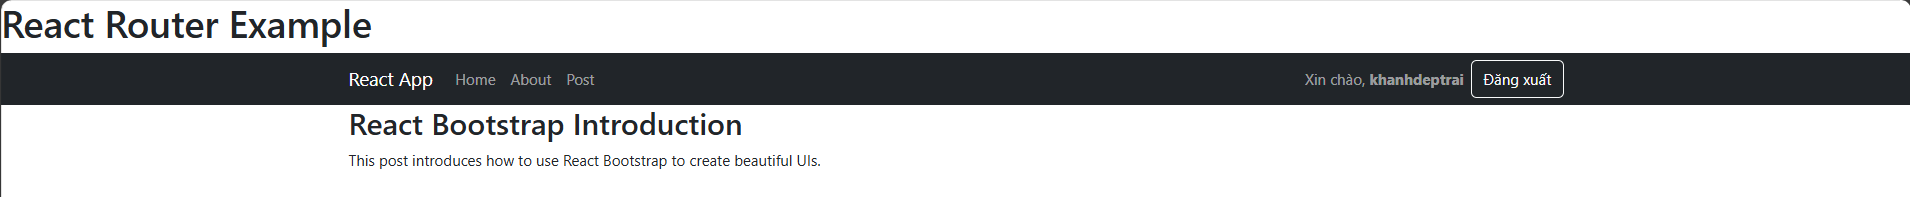 React Router Example
React App Home About Post Xin chào, khanhdeptrai Đăng xuất
React Bootstrap Introduction
This post introduces how to use React Bootstrap to create beautiful UIs.